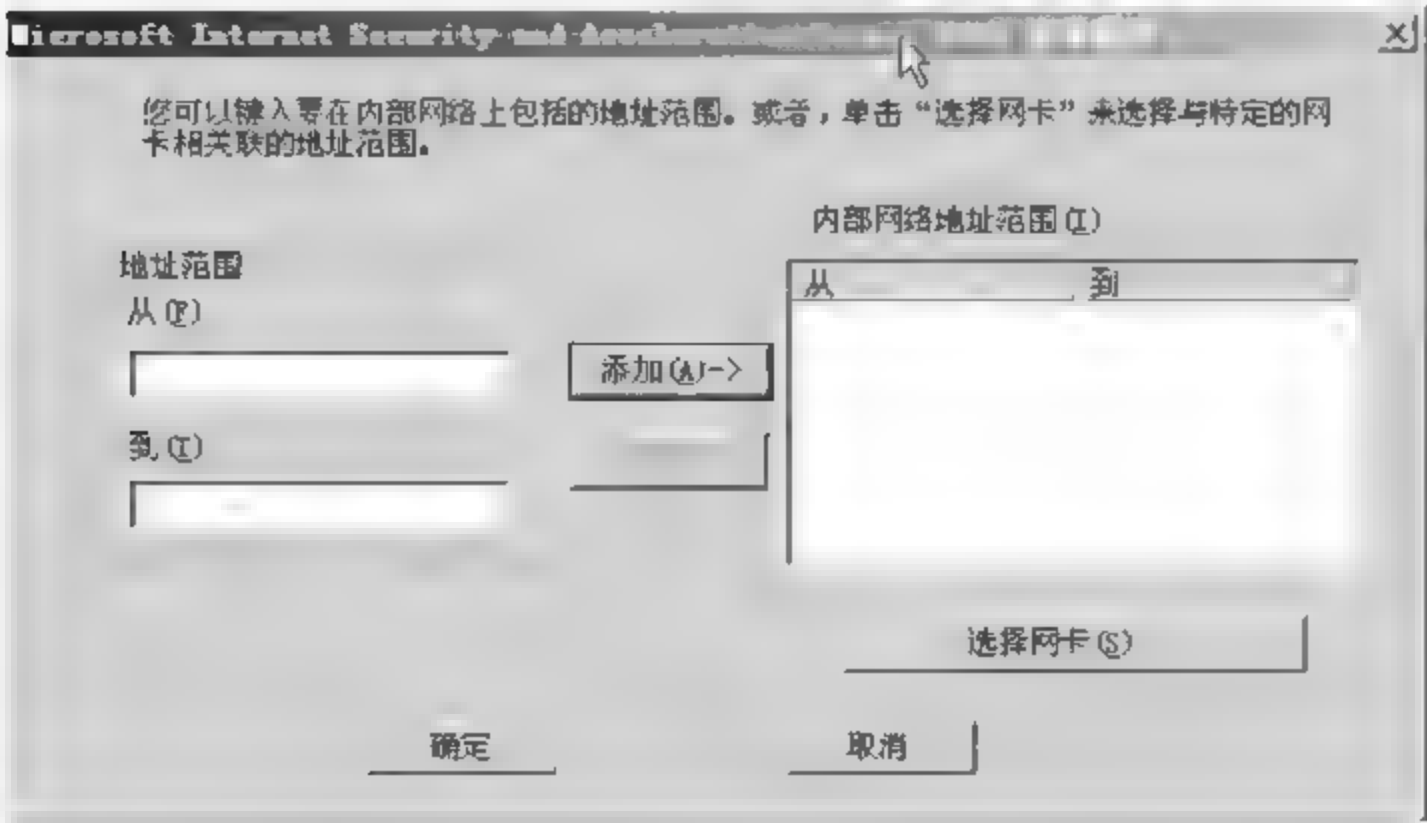 Microsoft Internet Security and
您可以键入要在内部网络上包括的地址范围。或者，单击“选择网卡”来选择与特定的网
卡相关联的地址范围。
内部网络地址范围(I)
地址范围
从 到
从(F)
添加(A)->
到(T)
选择网卡(S)
确定 取消